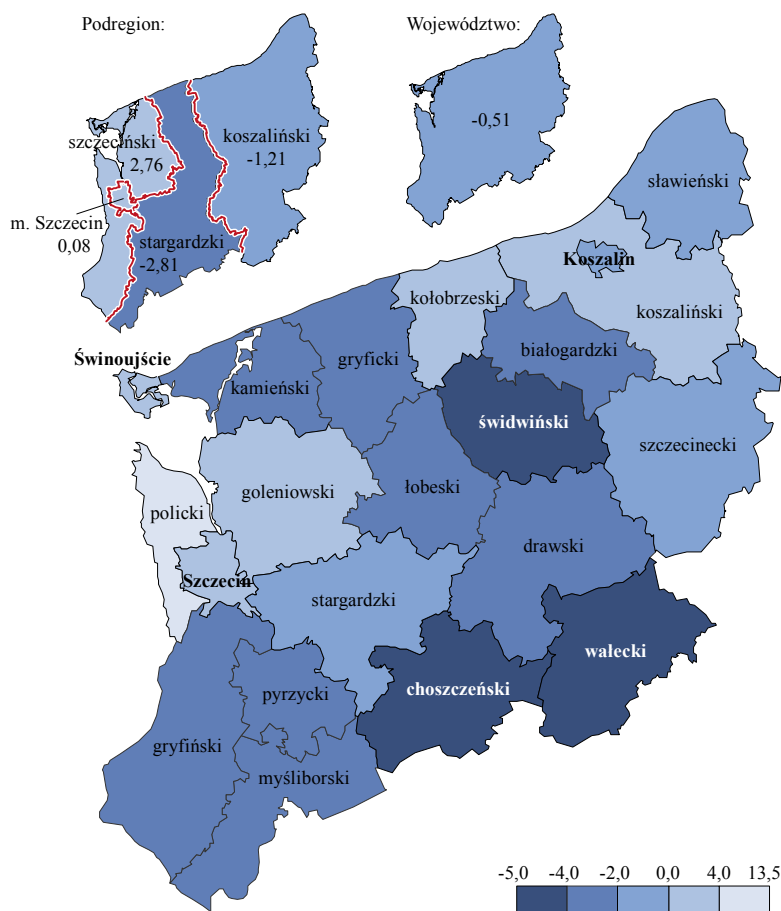 Podregion:
Województwo:
szczeciński
2,76
koszaliński
-1,21
-0,51
m. Szczecin
0,08
stargardzki
-2,81
sławieński
Koszalin
kołobrzeski
koszaliński
białogardzki
Świnoujście
gryficki
kamieński
świdwiński
szczecinecki
goleniowski
łobeski
policki
drawski
Szczecin
stargardzki
wałecki
choszczeński
pyrzycki
gryfiński
myśliborski
-5,0 -4,0 -2,0 0,0 4,0 13,5